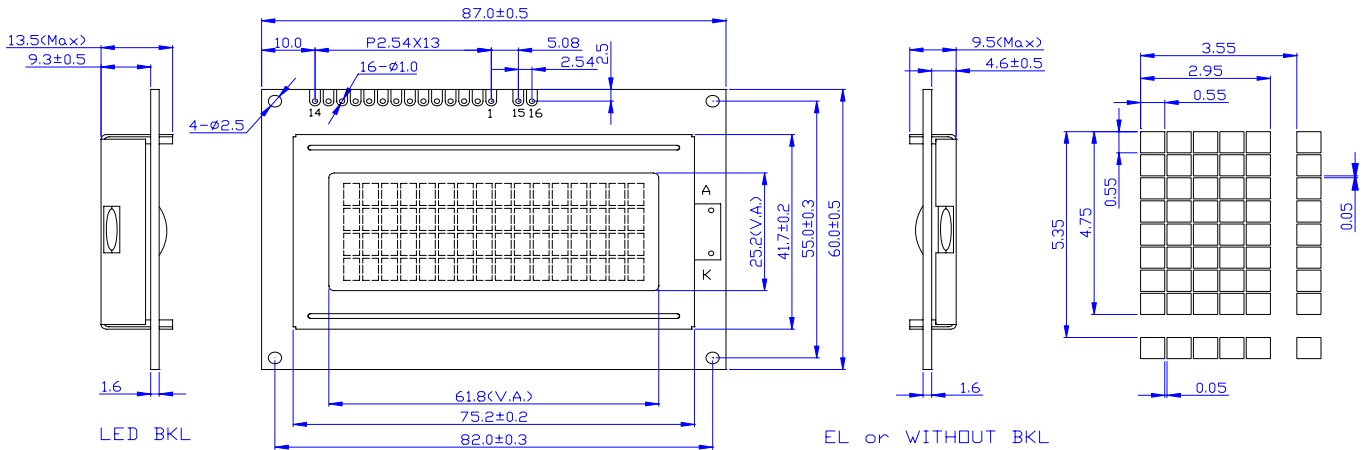 13.5(Max)
9.3±0.5
1.6
LED BKL
87.0±0.5
10.0
P2.54X13
5.08
2.54
2.5
16-ø1.0
4-ø2.5
14
1
15
16
A
K
25.2(V.A.)
41.7±0.2
55.0±0.3
60.0±0.5
61.8(V.A.)
75.2±0.2
82.0±0.3
9.5(Max)
4.6±0.5
1.6
EL or WITHOUT BKL
3.55
2.95
0.55
0.55
5.35
4.75
0.05
0.05